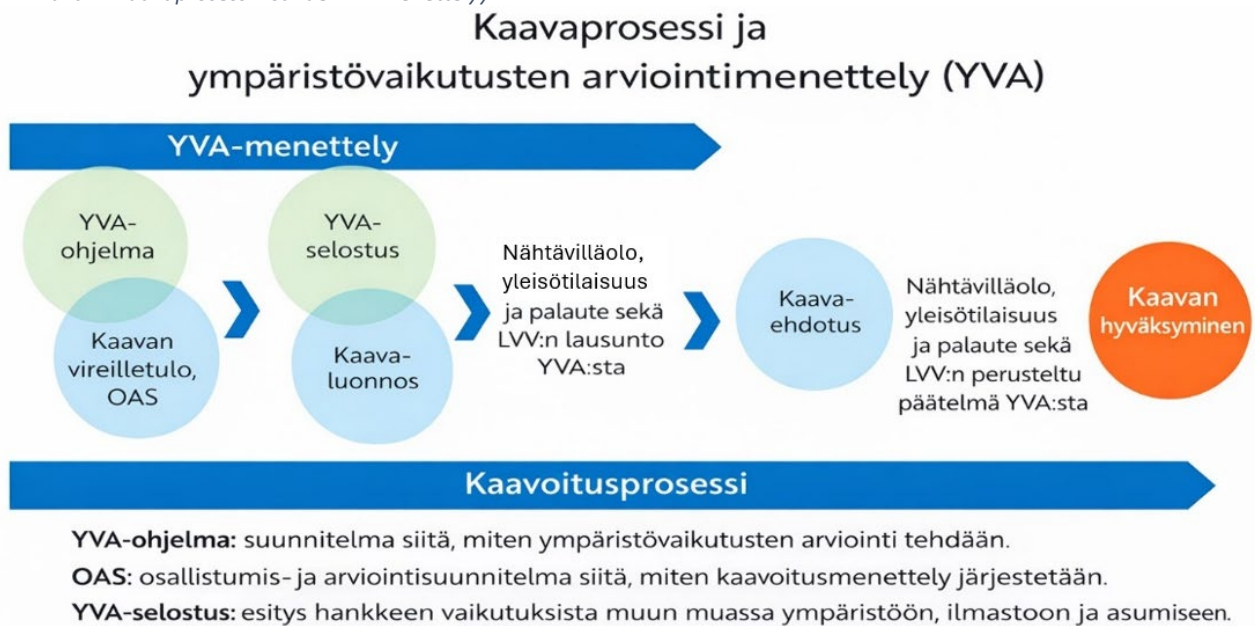 Kaavaprosessi ja
ympäristövaikutusten arviointimenettely (YVA)
YVA-menettely
YVA-
ohjelma
Kaavan
vireilletulo,
OAS
YVA-
selostus
Kaava-
luonnos
Nähtävilläolo,
yleisötilaisuus
ja palaute sekä
LVV:n lausunto
YVA:sta
Kaava-
ehdotus
Nähtävilläolo,
yleisötilaisuus
ja palaute sekä
LVV:n perusteltu
päätelmä YVA:sta
Kaavan
hyväksyminen
Kaavoitusprosessi
YVA-ohjelma: suunnitelma siitä, miten ympäristövaikutusten arviointi tehdään.
OAS: osallistumis- ja arviointisuunnitelma siitä, miten kaavoitusmenettely järjestetään.
YVA-selostus: esitys hankkeen vaikutuksista muun muassa ympäristöön, ilmastoon ja asumiseen.